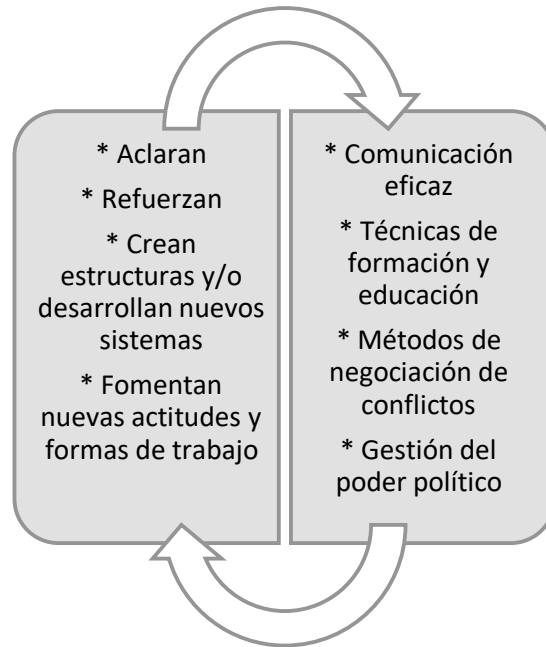 * Aclaran
* Refuerzan
* Crean
estructuras y/o
desarrollan nuevos
sistemas
* Fomentan
nuevas actitudes y
formas de trabajo
* Comunicación
eficaz
* Técnicas de
formación y
educación
* Métodos de
negociación de
conflictos
* Gestión del
poder político